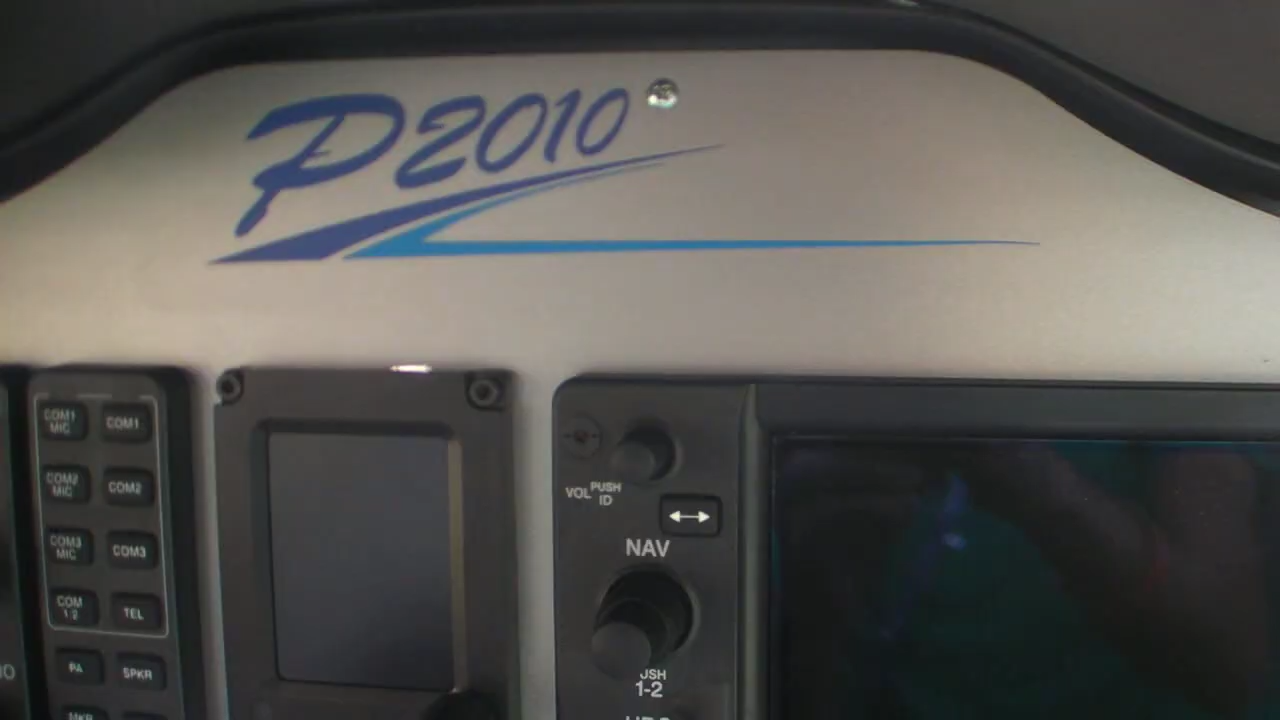 P2010
COM1 MIC
COM1
COM2 MIC
COM2
COM3 MIC
COM3
COM 1 2
TEL
PA
SPKR
VOL PUSH ID
NAV
1-2